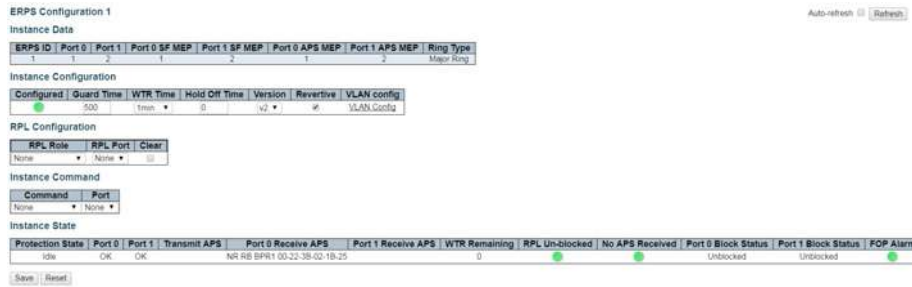 ERPS Configuration 1
Auto-refresh Refresh
Instance Data
ERPS ID Port 0 Port 1 Port 0 SF MEP Port 1 SF MEP Port 0 APS MEP Port 1 APS MEP Ring Type
1 1 2 1 2 1 2 Major Ring
Instance Configuration
Configured Guard Time WTR Time Hold Off Time Version Revertive VLAN config
500 1min 0 v2 VLAN Config
RPL Configuration
RPL Role RPL Port Clear
None None
Instance Command
Command Port
None None
Instance State
Protection State Port 0 Port 1 Transmit APS Port 0 Receive APS Port 1 Receive APS WTR Remaining RPL Un-blocked No APS Received Port 0 Block Status Port 1 Block Status FOP Alarm
Idle OK OK NR RB BPR1 00-22-3B-02-1B-25 0 Unblocked Unblocked
Save Reset